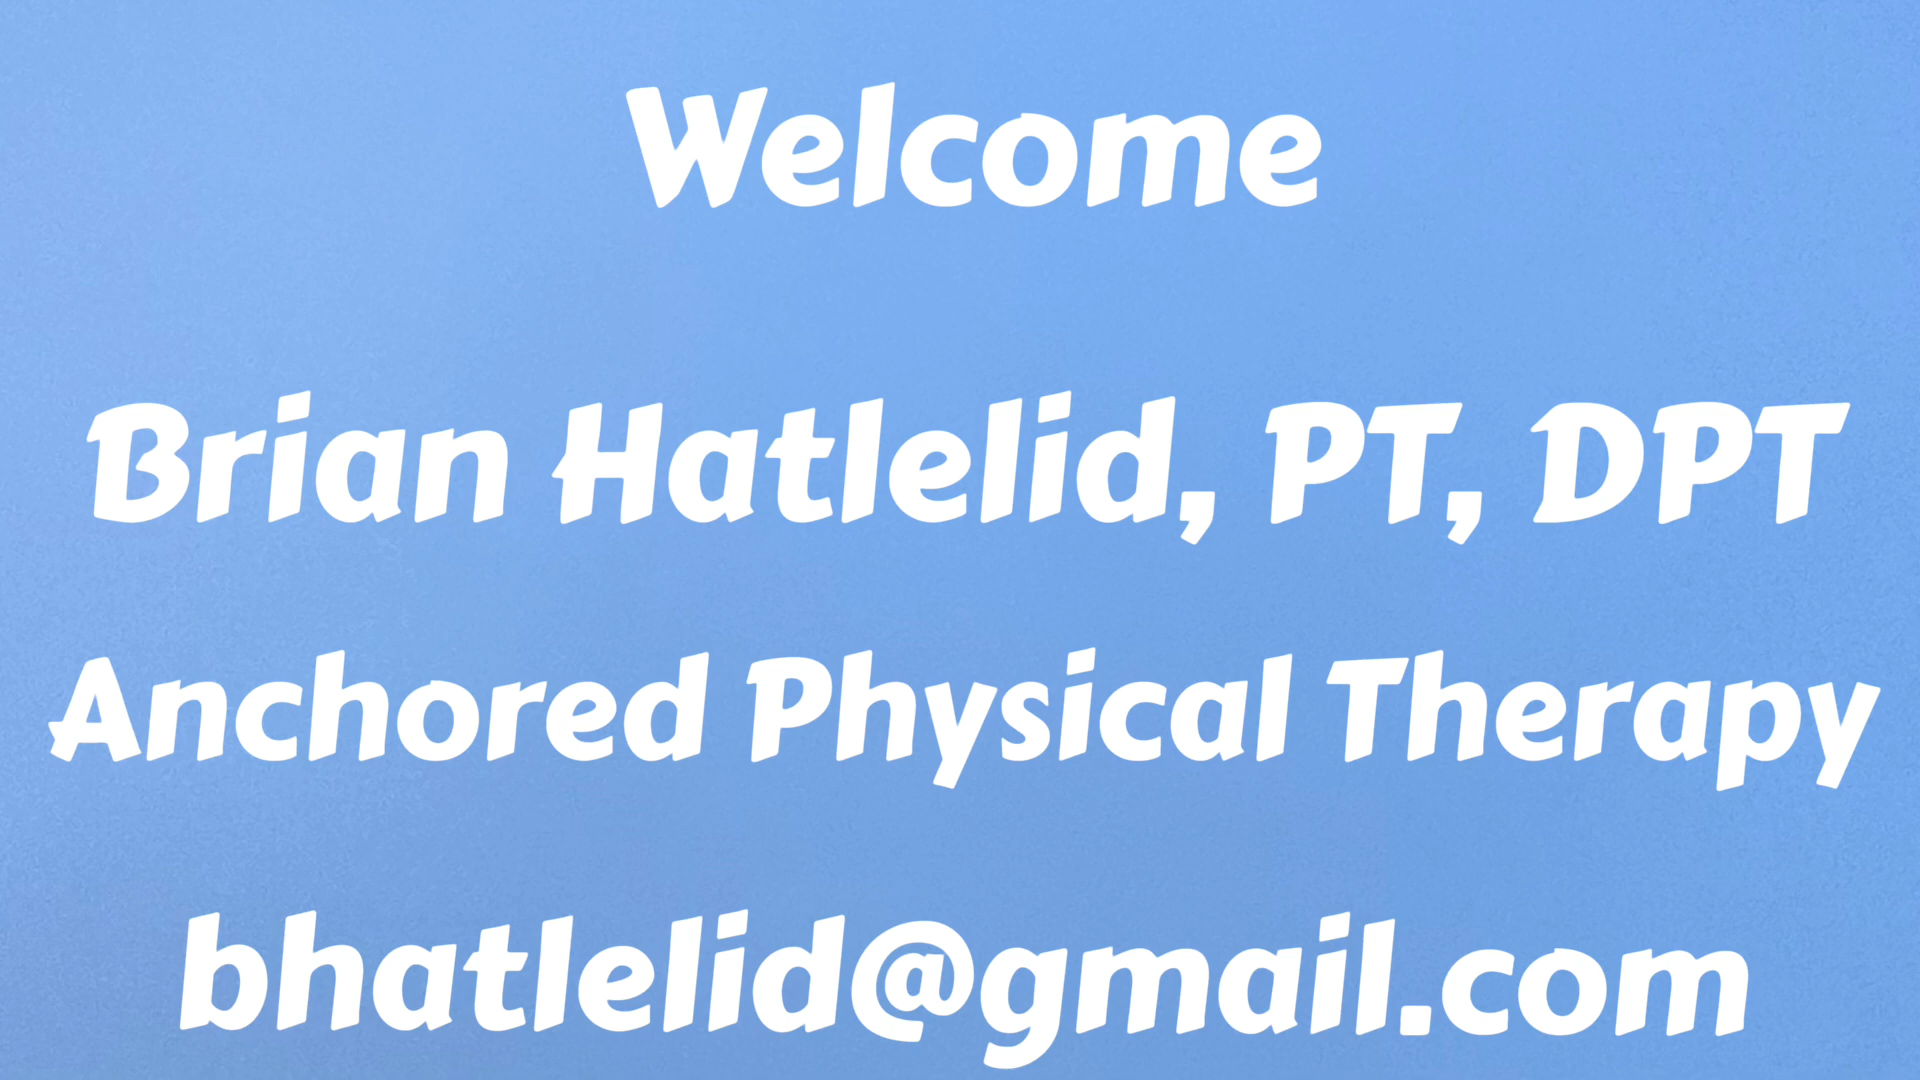 Welcome
Brian Hatlelid, PT, DPT
Anchored Physical Therapy
bhatlelid@gmail.com